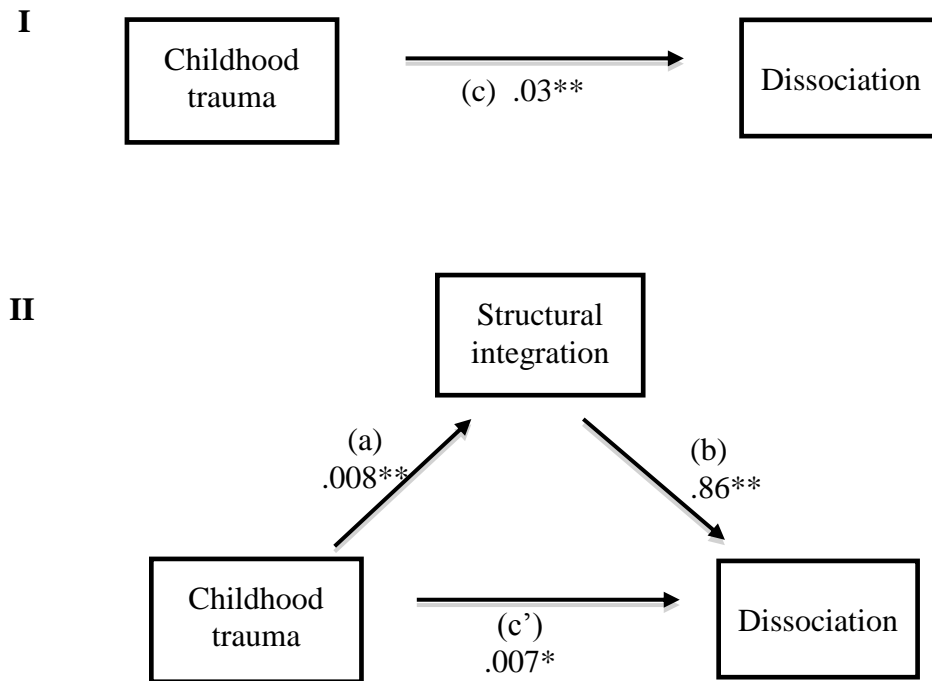 I
Childhood
trauma
(c) .03**
Dissociation
II
Structural
integration
(a)
.008**
(b)
.86**
Childhood
trauma
(c’)
.007*
Dissociation